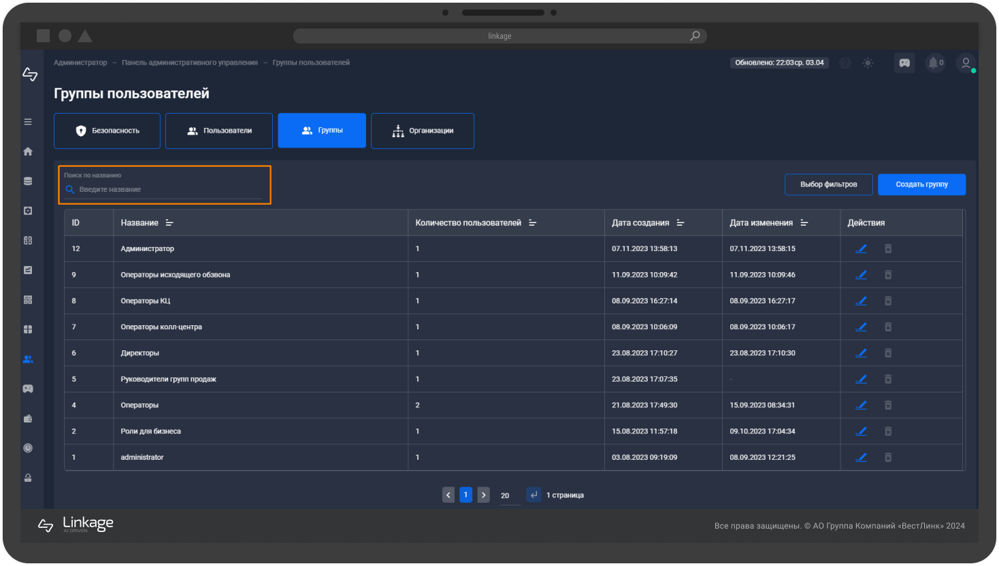 linkage
Администратор – Панель административного управления – Группы пользователей
Обновлено: 22:03 ср. 03.04
0
Группы пользователей
Безопасность
Пользователи
Группы
Организации
Поиск по названию
Введите название
Выбор фильтров
Создать группу
ID Название Количество пользователей Дата создания Дата изменения Действия
12 Администратор 1 07.11.2023 13:58:13 07.11.2023 13:58:15
9 Операторы исходящего обзвона 1 11.09.2023 10:09:42 11.09.2023 10:09:46
8 Операторы КЦ 1 08.09.2023 16:27:14 08.09.2023 16:27:17
7 Операторы колл-центра 1 08.09.2023 10:06:09 08.09.2023 10:06:17
6 Директоры 1 23.08.2023 17:10:27 23.08.2023 17:10:30
5 Руководители групп продаж 1 23.08.2023 17:07:35 -
4 Операторы 2 21.08.2023 17:49:30 15.09.2023 08:34:31
2 Роли для бизнеса 1 15.08.2023 11:57:18 09.10.2023 17:04:34
1 administrator 1 03.08.2023 09:19:09 08.09.2023 12:21:25
1 20 1 страница
Linkage
AI DRIVEN
Все права защищены. © АО Группа Компаний «ВестЛинк» 2024